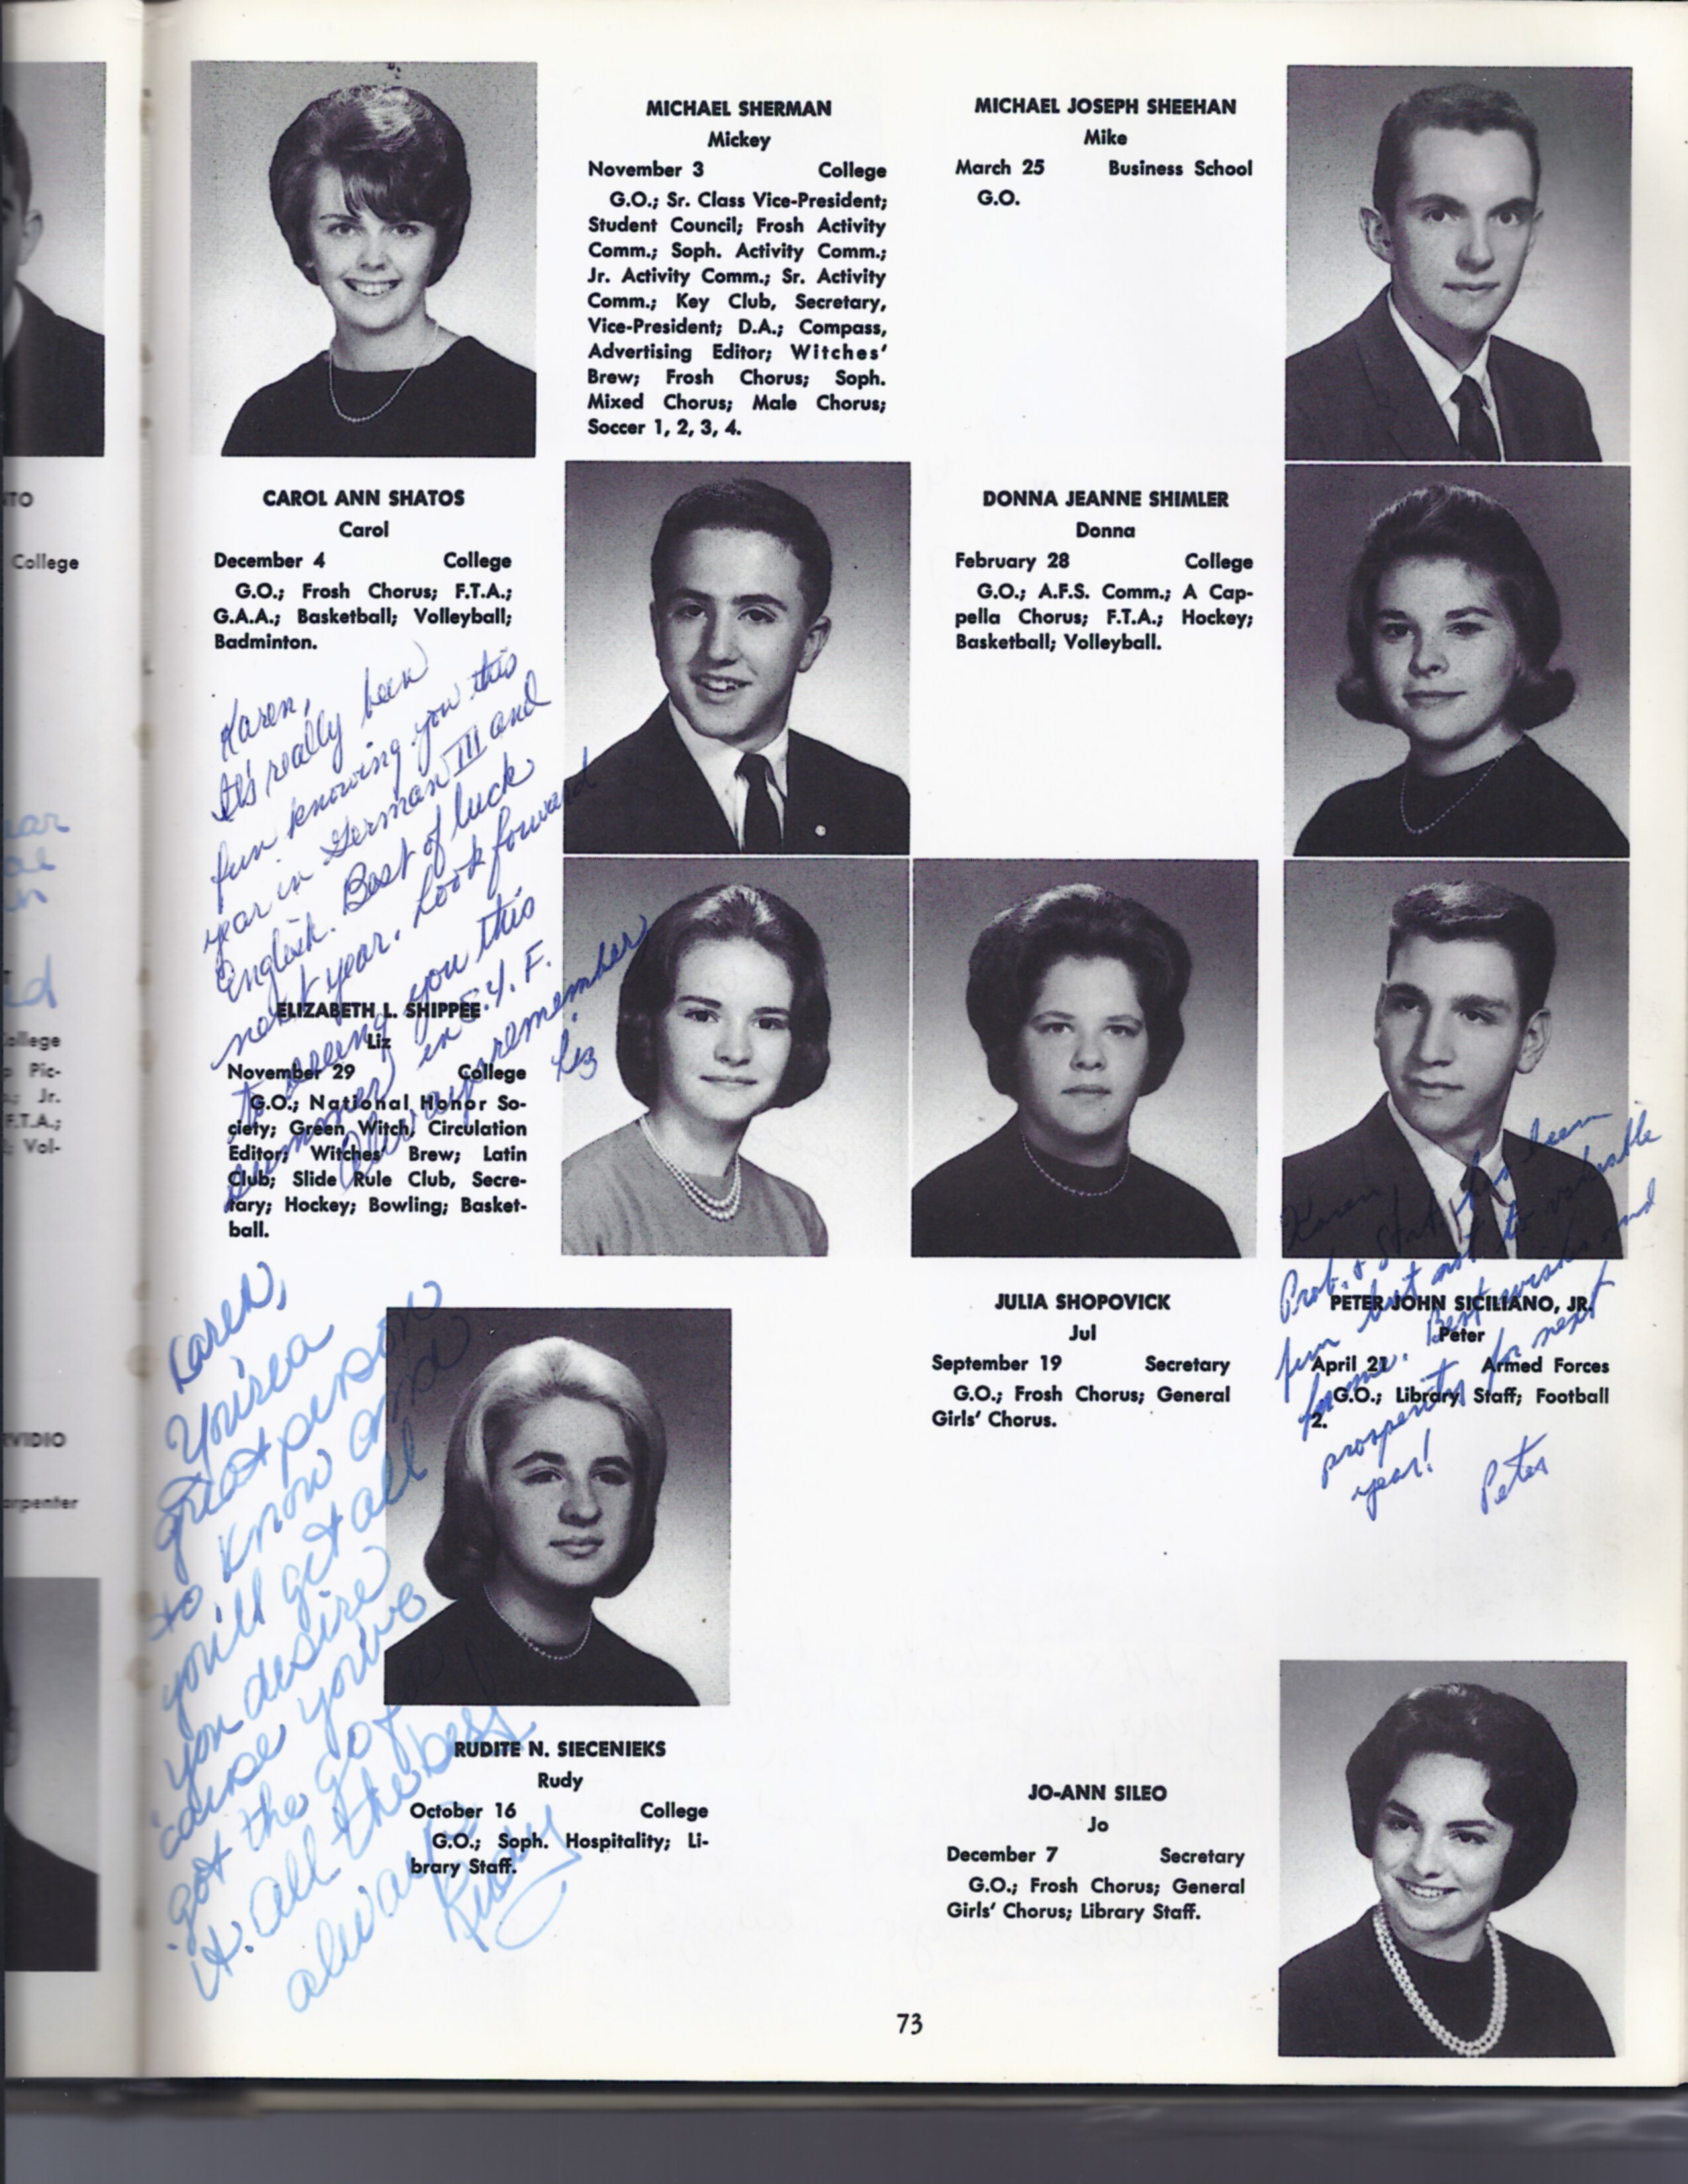 MICHAEL SHERMAN
Mickey
November 3 College
G.O.; Sr. Class Vice-President;
Student Council; Frosh Activity
Comm.; Soph. Activity Comm.;
Jr. Activity Comm.; Sr. Activity
Comm.; Key Club, Secretary,
Vice-President; D.A.; Compass,
Advertising Editor; Witches'
Brew; Frosh Chorus; Soph.
Mixed Chorus; Male Chorus;
Soccer 1, 2, 3, 4.
MICHAEL JOSEPH SHEEHAN
Mike
March 25 Business School
G.O.
CAROL ANN SHATOS
Carol
December 4 College
G.O.; Frosh Chorus; F.T.A.;
G.A.A.; Basketball; Volleyball;
Badminton.
DONNA JEANNE SHIMLER
Donna
February 28 College
G.O.; A.F.S. Comm.; A Cap-
pella Chorus; F.T.A.; Hockey;
Basketball; Volleyball.
Karen,
It's really been
fun knowing you this
year in German III and
English. Best of luck
next year. Look forward
to seeing you this
summer in S.Y.F.
Always remember
Liz
ELIZABETH L. SHIPPEE
Liz
November 29 College
G.O.; National Honor So-
ciety; Green Witch, Circulation
Editor; Witches' Brew; Latin
Club; Slide Rule Club, Secre-
tary; Hockey; Bowling; Basket-
ball.
JULIA SHOPOVICK
Jul
September 19 Secretary
G.O.; Frosh Chorus; General
Girls' Chorus.
Karen,
Prob. & Stat. has been
fun but not to valuable
for me. Best wishes and
prosperity for next
year!
Peter
PETER JOHN SICILIANO, JR.
Peter
April 21 Armed Forces
G.O.; Library Staff; Football
2.
Karen,
You're a
great person
to know and
you'll get all
you desire
'cause you've
got the go
it. All the best
always
Rudy
RUDITE N. SIECENIEKS
Rudy
October 16 College
G.O.; Soph. Hospitality; Li-
brary Staff.
JO-ANN SILEO
Jo
December 7 Secretary
G.O.; Frosh Chorus; General
Girls' Chorus; Library Staff.
73
NTO
College
ollege
Pic-
Jr.
F.T.A.;
Vol-
VIDIO
arpenter